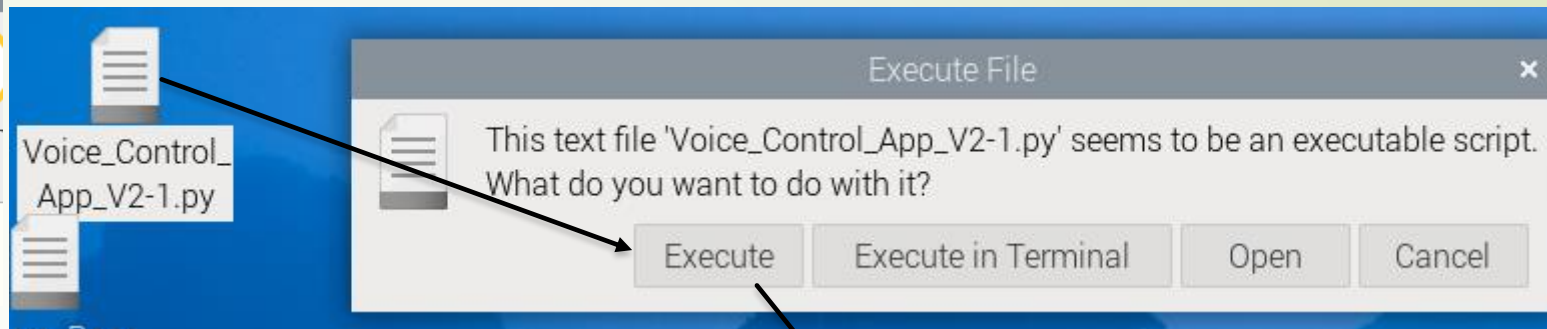 Voice_Control_
App_V2-1.py
Execute File
This text file 'Voice_Control_App_V2-1.py' seems to be an executable script.
What do you want to do with it?
Execute
Execute in Terminal
Open
Cancel